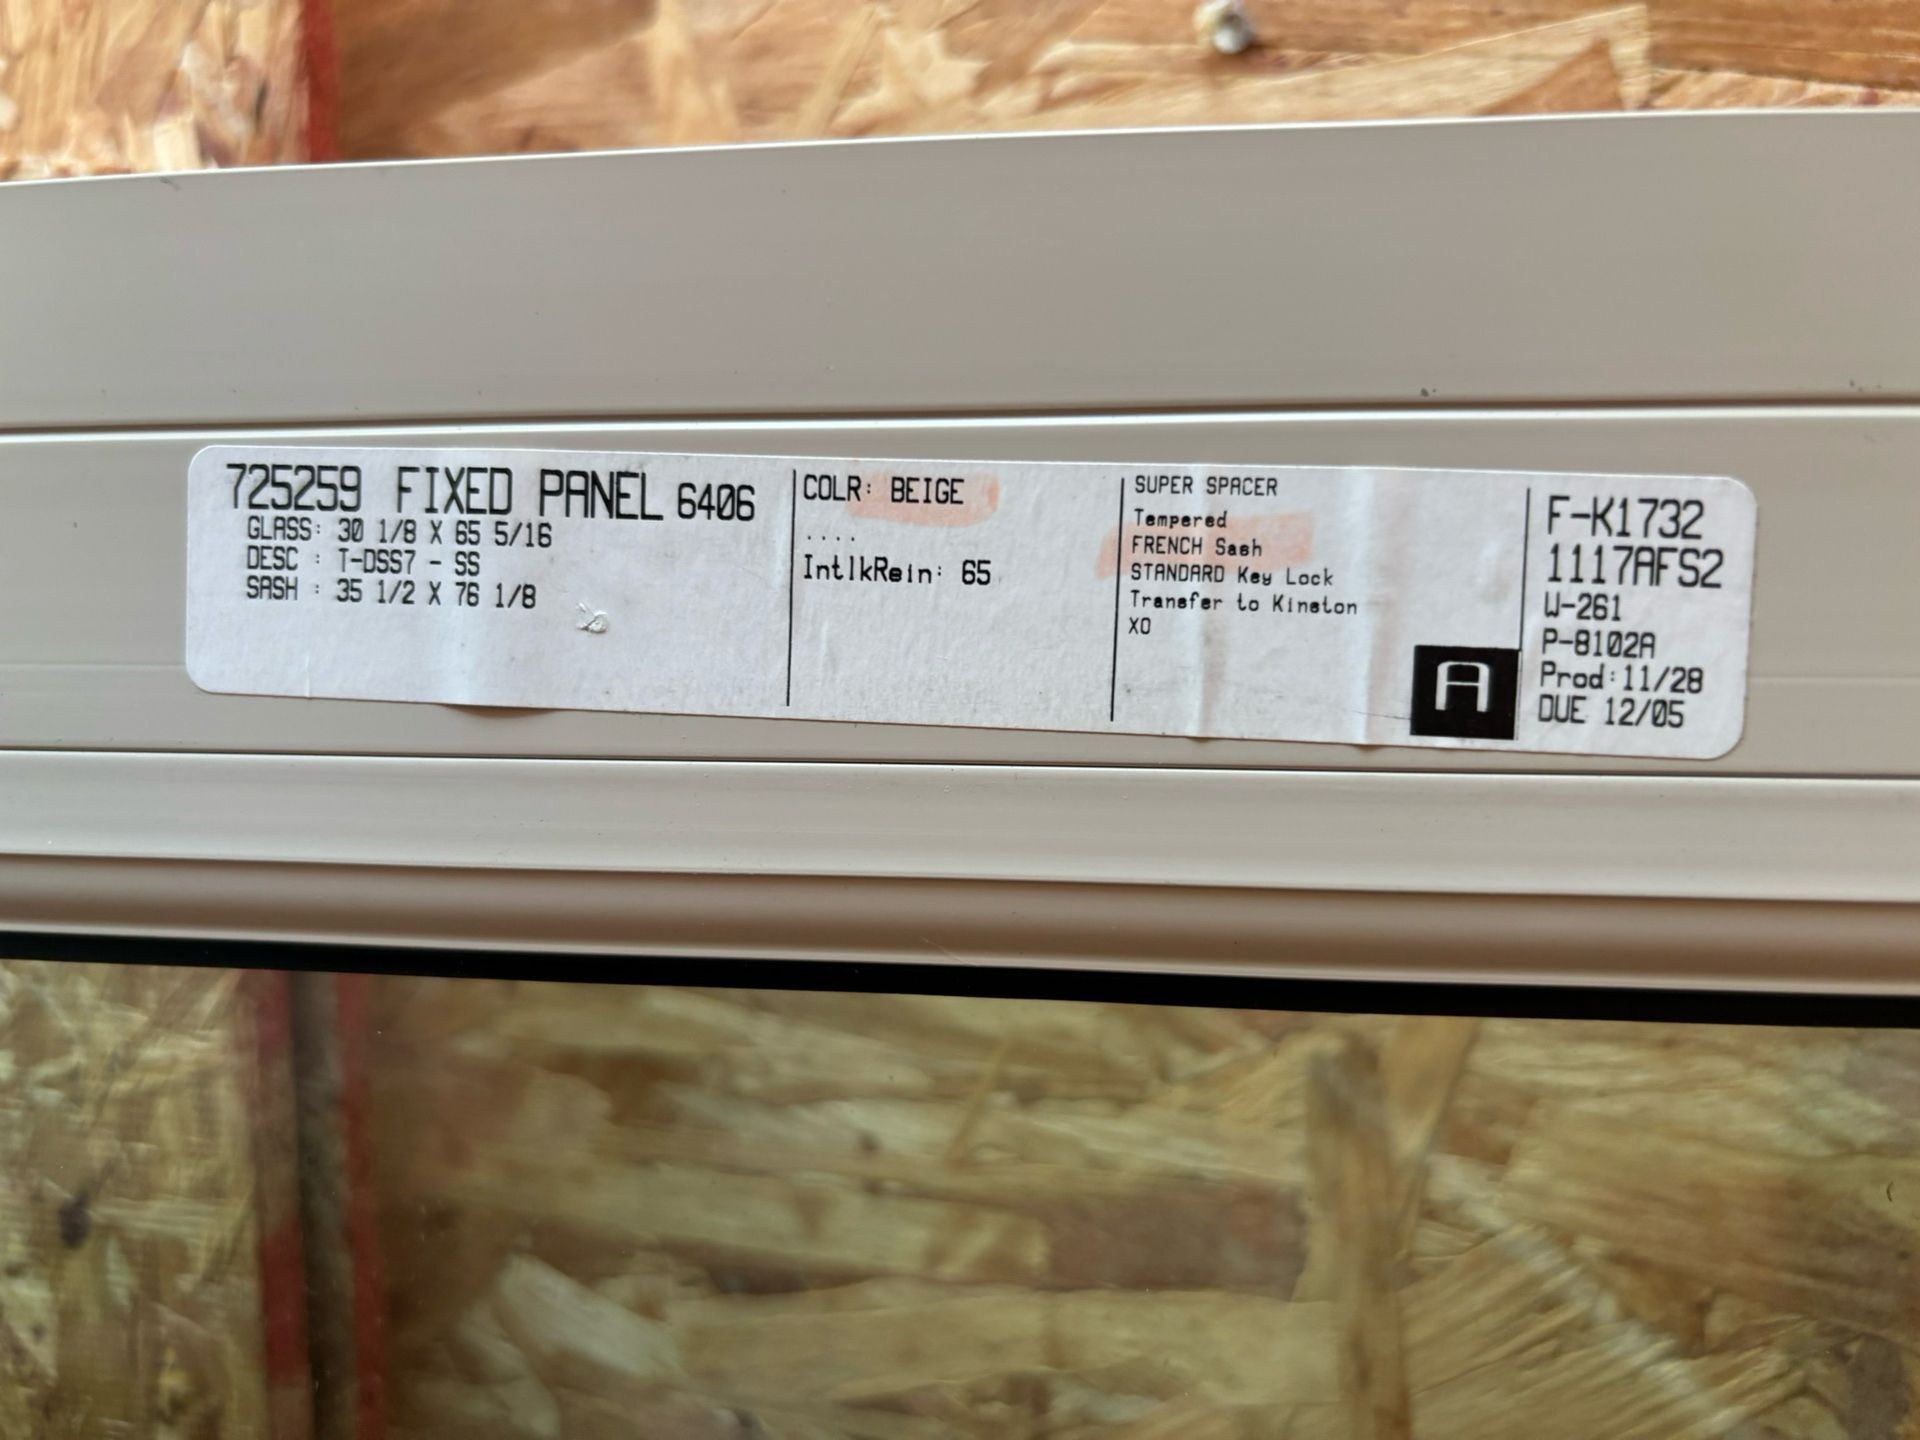 725259 FIXED PANEL 6406
GLASS: 30 1/8 X 65 5/16
DESC : T-DSS7 - SS
SASH : 35 1/2 X 76 1/8
COLR: BEIGE
....
IntlkRein: 65
SUPER SPACER
Tempered
FRENCH Sash
STANDARD Key Lock
Transfer to Kinston
XO
A
F-K1732
1117AFS2
W-261
P-8102A
Prod:11/28
DUE 12/05